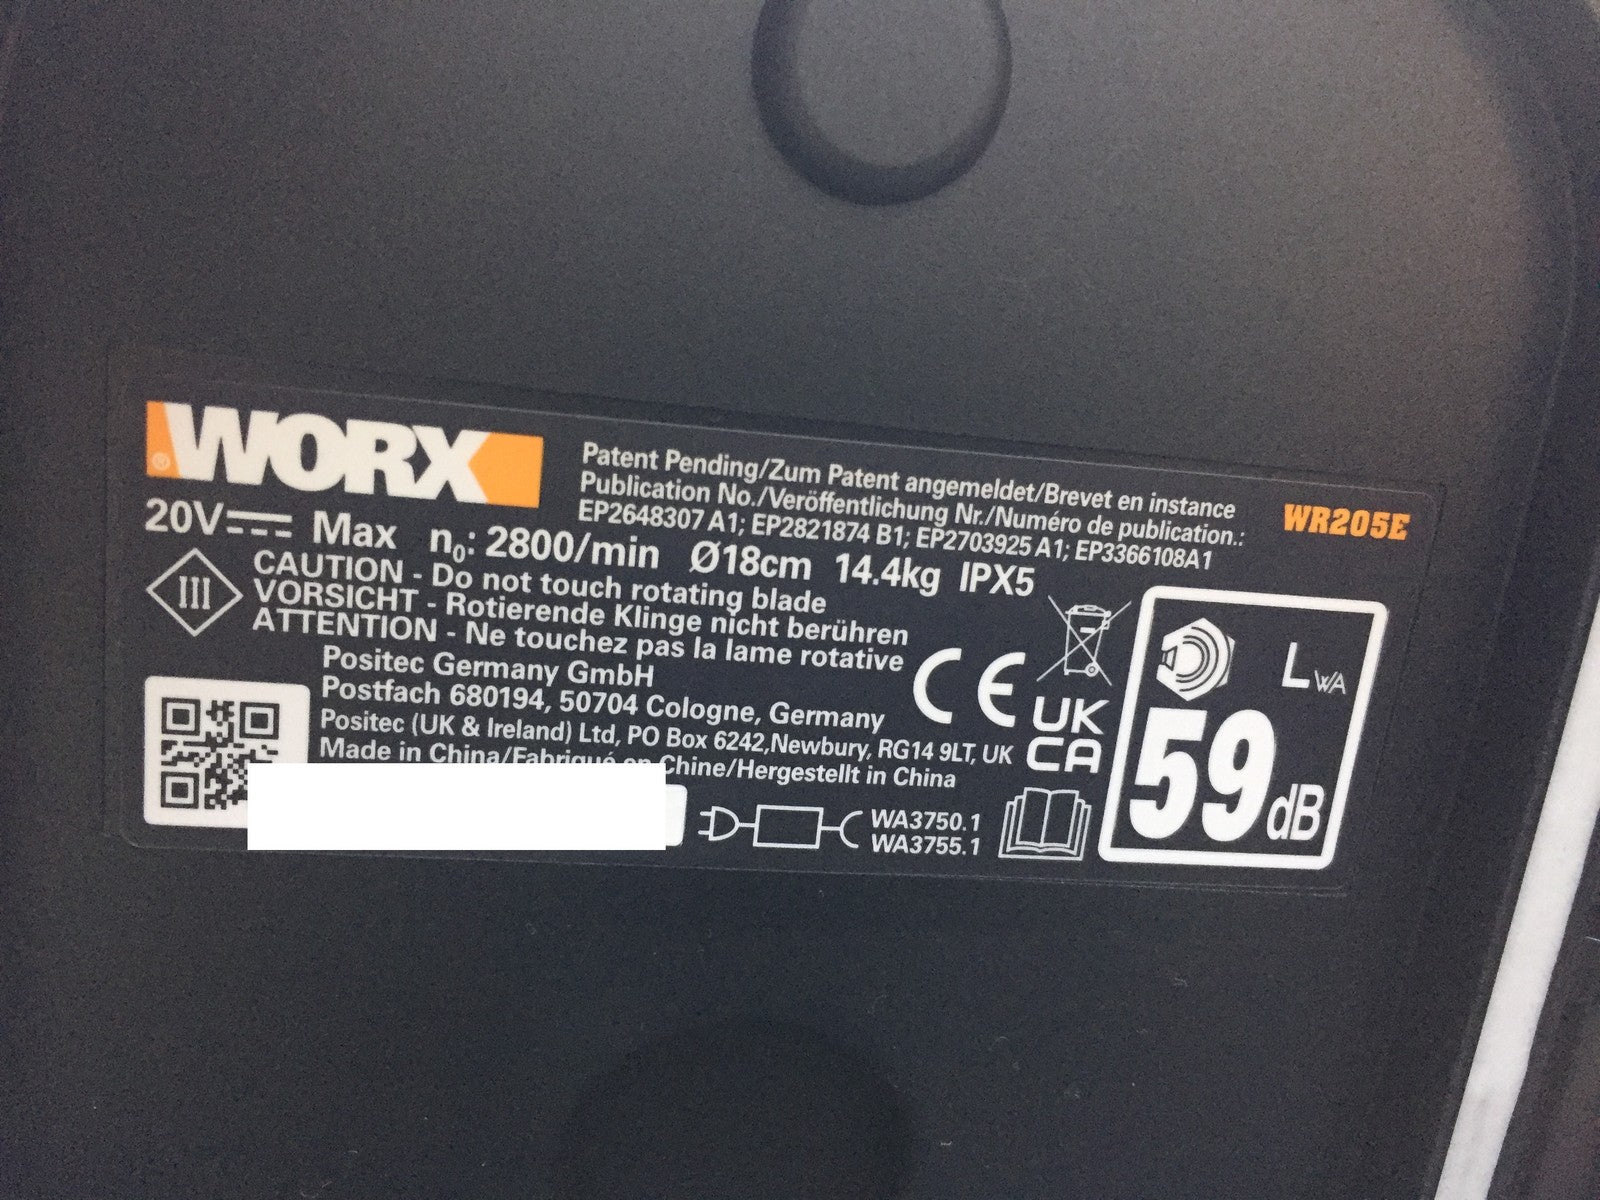 WORX
®
Patent Pending/Zum Patent angemeldet/Brevet en instance
Publication No./Veröffentlichung Nr./Numéro de publication.:
EP2648307 A1; EP2821874 B1; EP2703925 A1; EP3366108A1
WR205E
20V Max n₀: 2800/min Ø18cm 14.4kg IPX5
III
CAUTION - Do not touch rotating blade
VORSICHT - Rotierende Klinge nicht berühren
ATTENTION - Ne touchez pas la lame rotative
Positec Germany GmbH
Postfach 680194, 50704 Cologne, Germany
Positec (UK & Ireland) Ltd, PO Box 6242,Newbury, RG14 9LT, UK
Made in China/Fabriqué en Chine/Hergestellt in China
CE
UK
CA
WA3750.1
WA3755.1
LWA
59dB